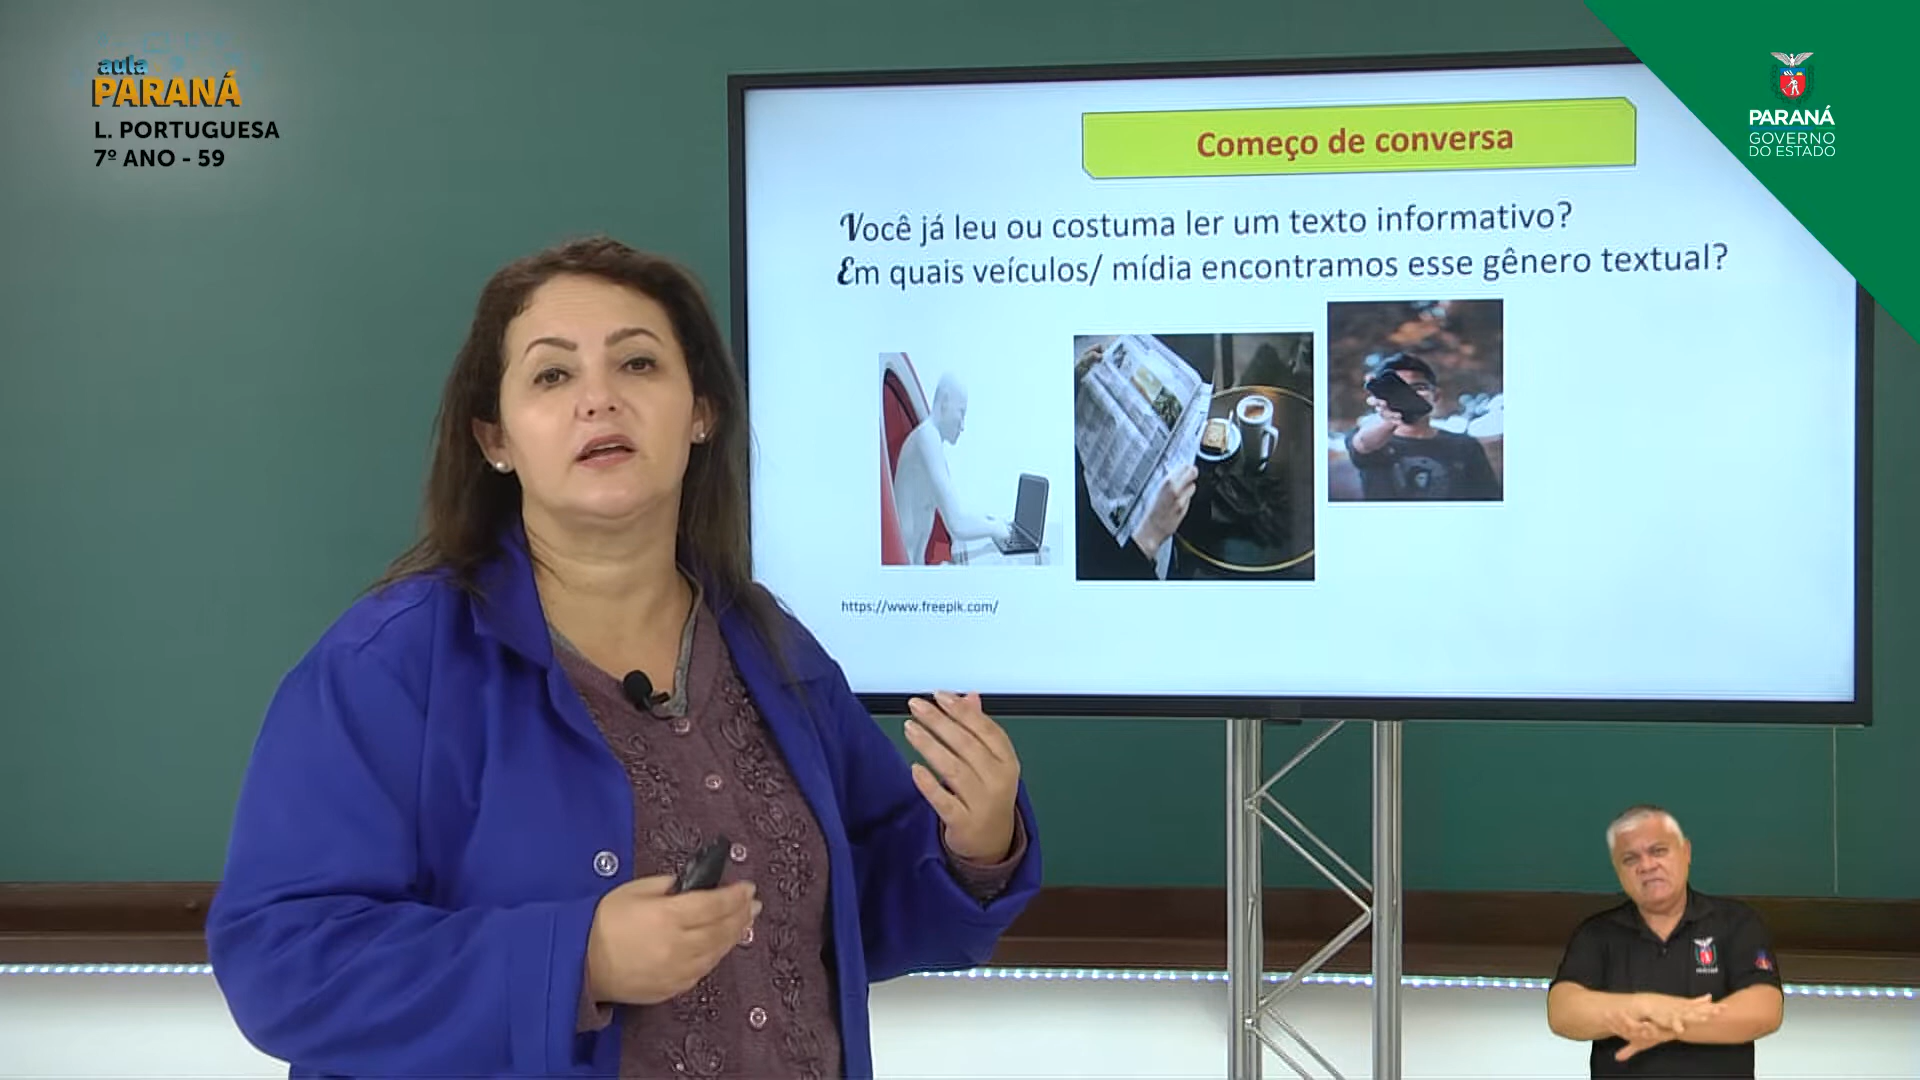 aula
PARANÁ
L. PORTUGUESA
7º ANO - 59
PARANÁ
GOVERNO
DO ESTADO
Começo de conversa
Você já leu ou costuma ler um texto informativo?
Em quais veículos/ mídia encontramos esse gênero textual?
https://www.freepik.com/